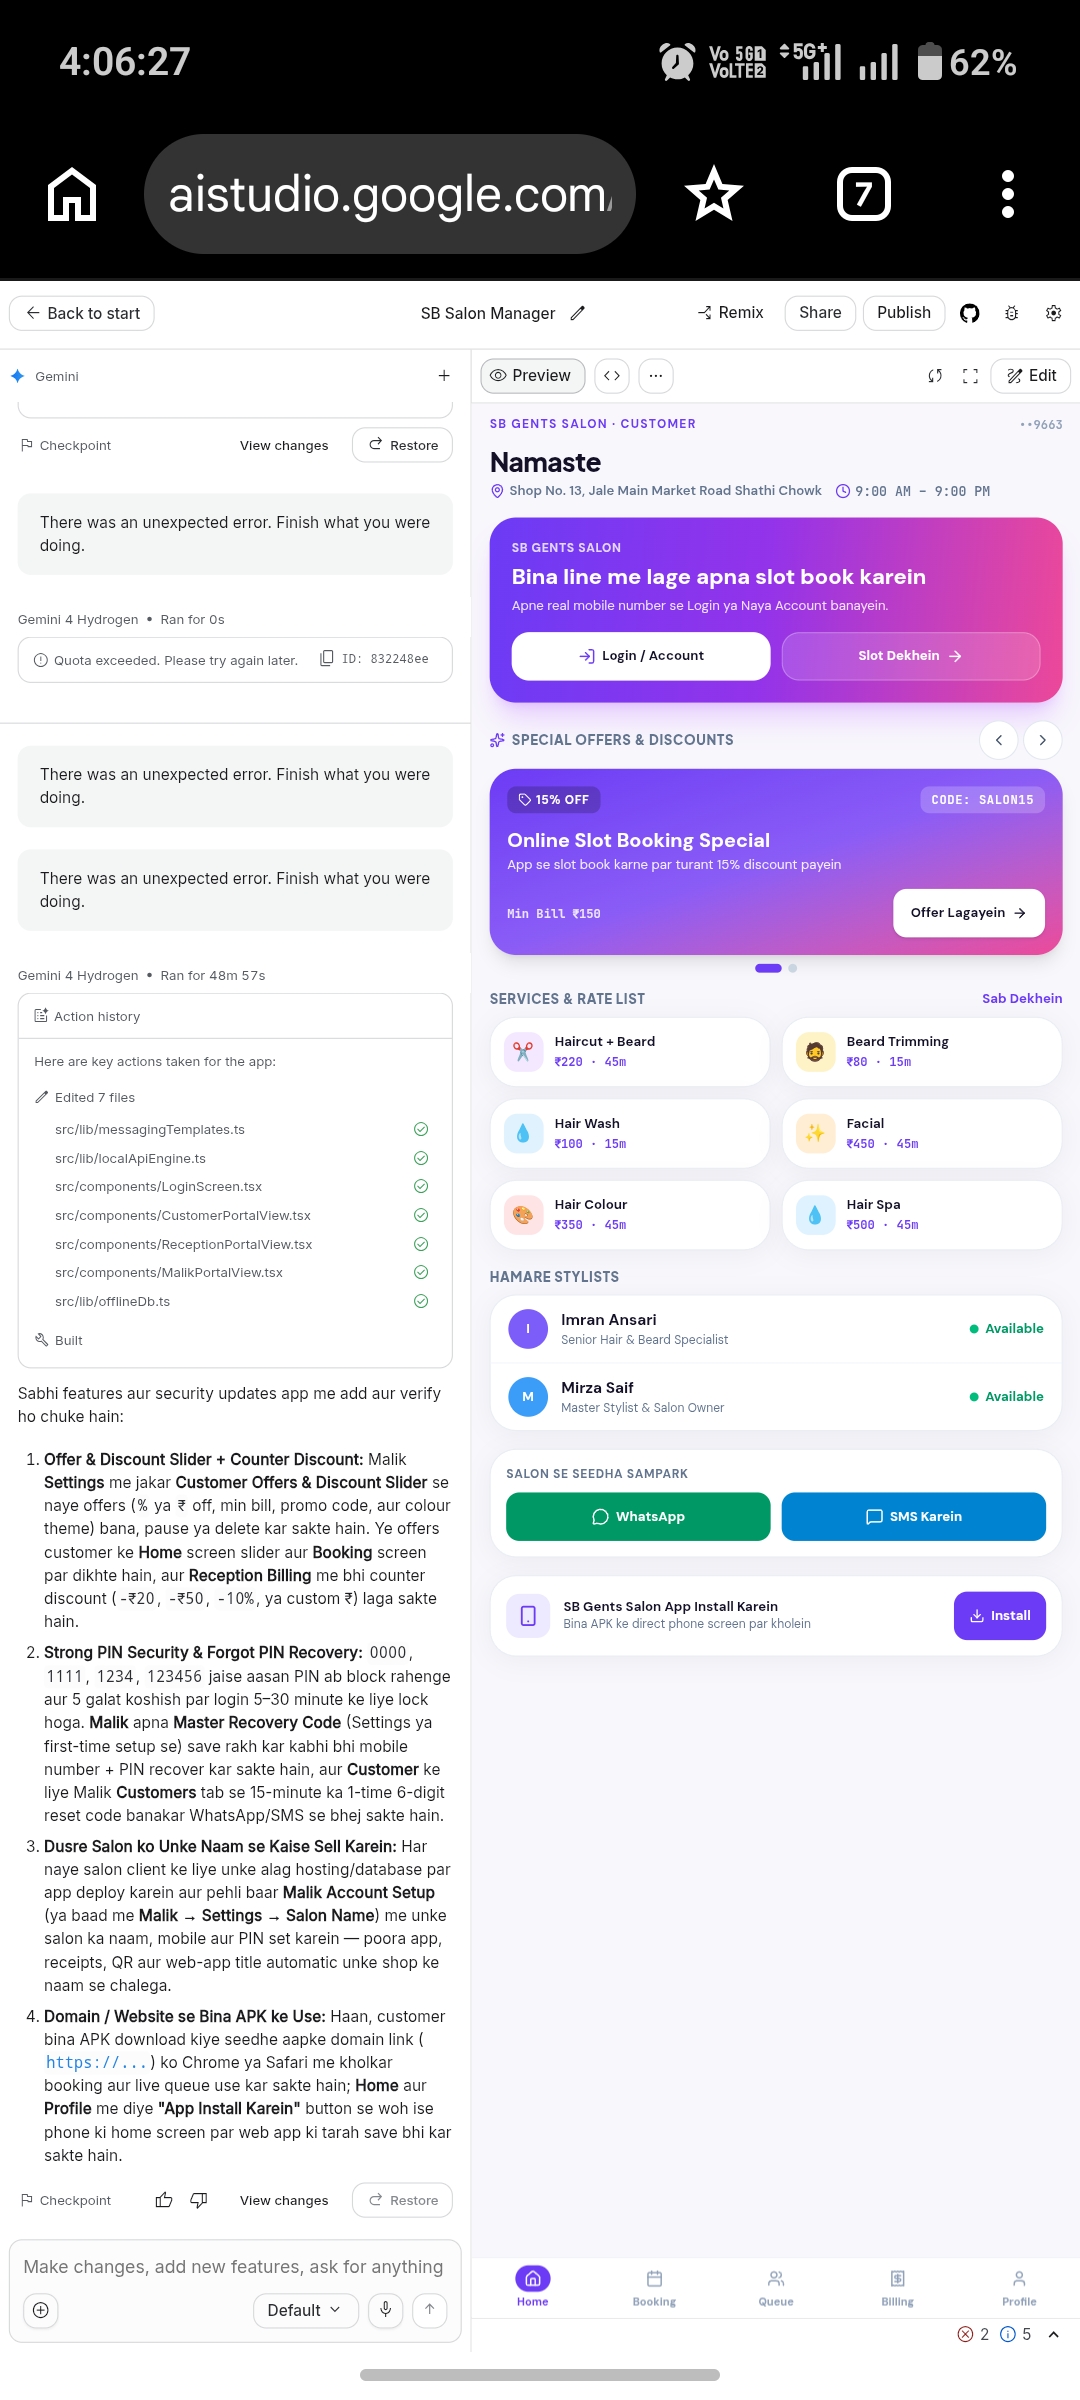 4:06:27
Vo 5G 1
VoLTE 2
5G+
62%
aistudio.google.com/
7
Back to start
SB Salon Manager
Remix
Share
Publish
Gemini
Checkpoint
View changes
Restore
There was an unexpected error. Finish what you were
doing.
Gemini 4 Hydrogen • Ran for 0s
Quota exceeded. Please try again later.
ID: 832248ee
There was an unexpected error. Finish what you were
doing.
There was an unexpected error. Finish what you were
doing.
Gemini 4 Hydrogen • Ran for 48m 57s
Action history
Here are key actions taken for the app:
Edited 7 files
src/lib/messagingTemplates.ts
src/lib/localApiEngine.ts
src/components/LoginScreen.tsx
src/components/CustomerPortalView.tsx
src/components/ReceptionPortalView.tsx
src/components/MalikPortalView.tsx
src/lib/offlineDb.ts
Built
Sabhi features aur security updates app me add aur verify
ho chuke hain:
1. Offer & Discount Slider + Counter Discount: Malik
Settings me jakar Customer Offers & Discount Slider se
naye offers (% ya ₹ off, min bill, promo code, aur colour
theme) bana, pause ya delete kar sakte hain. Ye offers
customer ke Home screen slider aur Booking screen
par dikhte hain, aur Reception Billing me bhi counter
discount (-₹20, -₹50, -10%, ya custom ₹) laga sakte
hain.
2. Strong PIN Security & Forgot PIN Recovery: 0000,
1111, 1234, 123456 jaise aasan PIN ab block rahenge
aur 5 galat koshish par login 5–30 minute ke liye lock
hoga. Malik apna Master Recovery Code (Settings ya
first-time setup se) save rakh kar kabhi bhi mobile
number + PIN recover kar sakte hain, aur Customer ke
liye Malik Customers tab se 15-minute ka 1-time 6-digit
reset code banakar WhatsApp/SMS se bhej sakte hain.
3. Dusre Salon ko Unke Naam se Kaise Sell Karein: Har
naye salon client ke liye unke alag hosting/database par
app deploy karein aur pehli baar Malik Account Setup
(ya baad me Malik → Settings → Salon Name) me unke
salon ka naam, mobile aur PIN set karein — poora app,
receipts, QR aur web-app title automatic unke shop ke
naam se chalega.
4. Domain / Website se Bina APK ke Use: Haan, customer
bina APK download kiye seedhe aapke domain link (
https://...) ko Chrome ya Safari me kholkar
booking aur live queue use kar sakte hain; Home aur
Profile me diye "App Install Karein" button se woh ise
phone ki home screen par web app ki tarah save bhi kar
sakte hain.
Checkpoint
View changes
Restore
Make changes, add new features, ask for anything
Default
Preview
Edit
SB GENTS SALON · CUSTOMER
••9663
Namaste
Shop No. 13, Jale Main Market Road Shathi Chowk
9:00 AM – 9:00 PM
SB GENTS SALON
Bina line me lage apna slot book karein
Apne real mobile number se Login ya Naya Account banayein.
Login / Account
Slot Dekhein
SPECIAL OFFERS & DISCOUNTS
15% OFF
CODE: SALON15
Online Slot Booking Special
App se slot book karne par turant 15% discount payein
Min Bill ₹150
Offer Lagayein
SERVICES & RATE LIST
Sab Dekhein
Haircut + Beard
₹220 · 45m
Beard Trimming
₹80 · 15m
Hair Wash
₹100 · 15m
Facial
₹450 · 45m
Hair Colour
₹350 · 45m
Hair Spa
₹500 · 45m
HAMARE STYLISTS
I
Imran Ansari
Senior Hair & Beard Specialist
Available
M
Mirza Saif
Master Stylist & Salon Owner
Available
SALON SE SEEDHA SAMPARK
WhatsApp
SMS Karein
SB Gents Salon App Install Karein
Bina APK ke direct phone screen par kholein
Install
Home
Booking
Queue
Billing
Profile
2
5